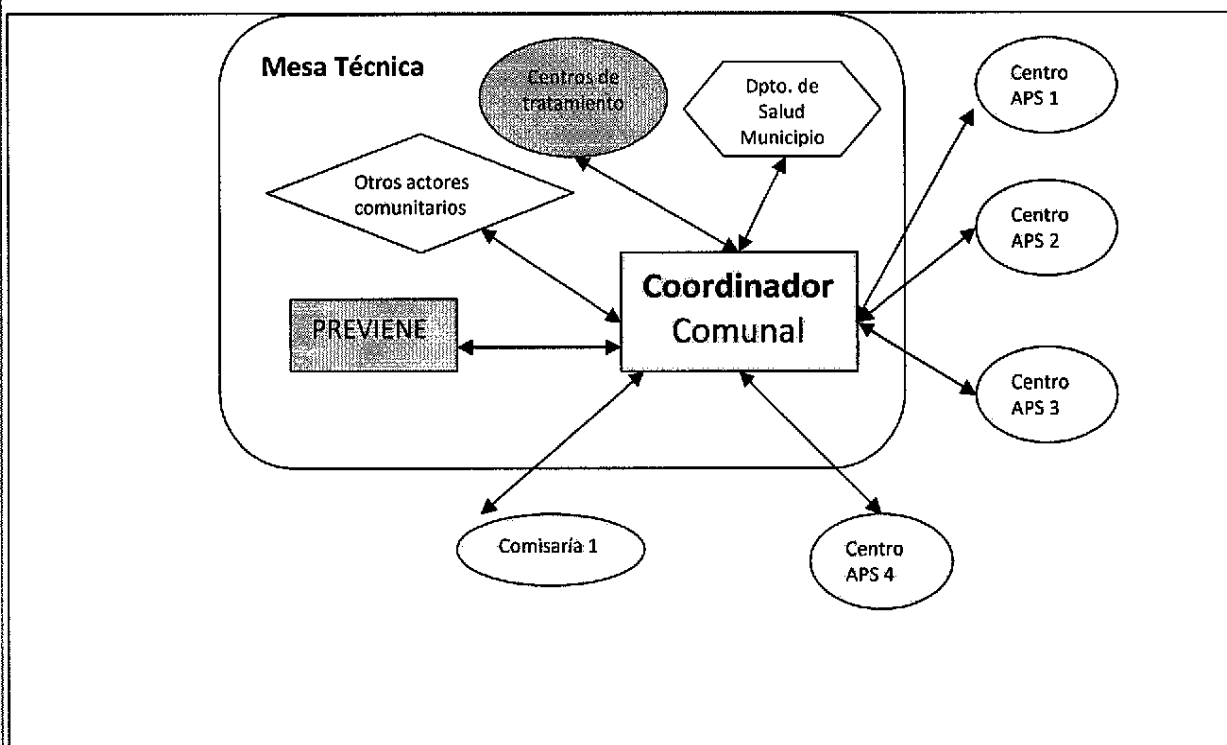 Mesa Técnica
Centros de
tratamiento
Dpto. de
Salud
Municipio
Centro
APS 1
Otros actores
comunitarios
Centro
APS 2
Coordinador
Comunal
PREVIENE
Centro
APS 3
Comisaría 1
Centro
APS 4